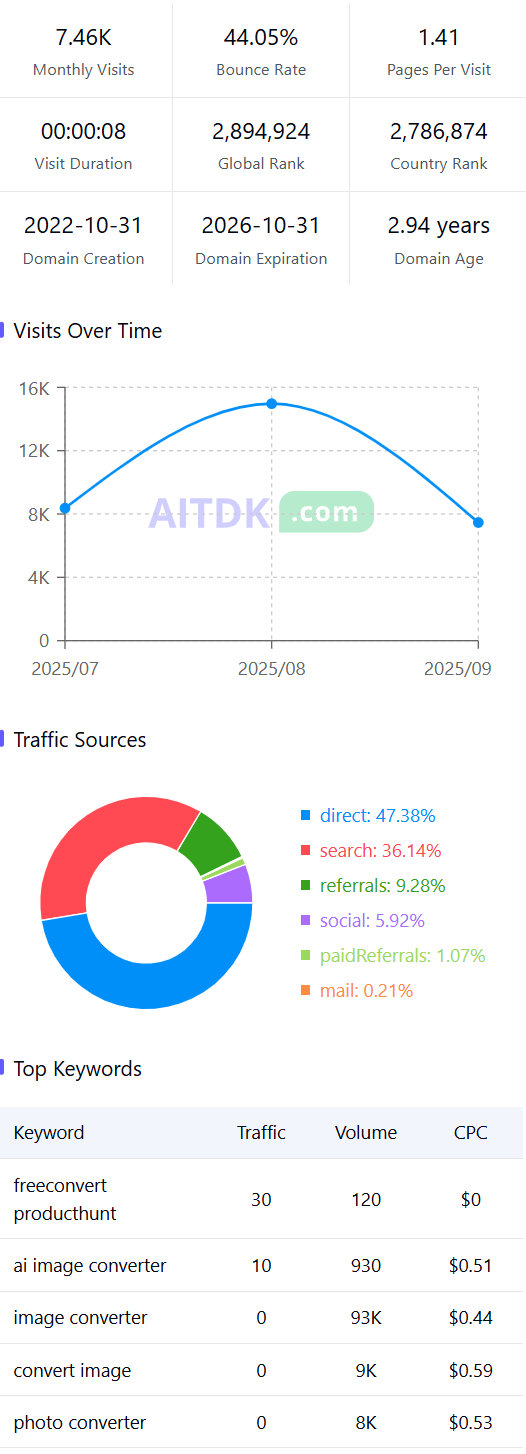 7.46K 44.05% 1.41
Monthly Visits Bounce Rate Pages Per Visit
00:00:08 2,894,924 2,786,874
Visit Duration Global Rank Country Rank
2022-10-31 2026-10-31 2.94 years
Domain Creation Domain Expiration Domain Age
Visits Over Time
16K
12K
8K
4K
0
AITDK .com
2025/07 2025/08 2025/09
Traffic Sources
direct: 47.38%
search: 36.14%
referrals: 9.28%
social: 5.92%
paidReferrals: 1.07%
mail: 0.21%
Top Keywords
Keyword Traffic Volume CPC
freeconvert
producthunt 30 120 $0
ai image converter 10 930 $0.51
image converter 0 93K $0.44
convert image 0 9K $0.59
photo converter 0 8K $0.53